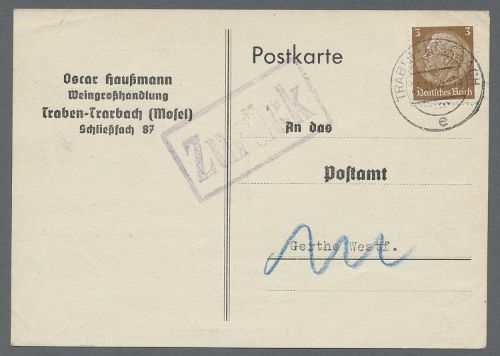 Oscar Haußmann
Weingroßhandlung
Traben-Trarbach (Mosel)
Schließfach 87
Postkarte
Zurück
An das
Postamt
Gerthe Westf.
3 3
Deutsches Reich
e